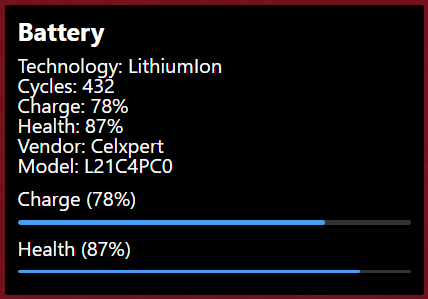 Battery
Technology: LithiumIon
Cycles: 432
Charge: 78%
Health: 87%
Vendor: Celxpert
Model: L21C4PC0
Charge (78%)
Health (87%)